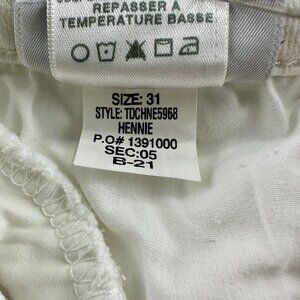 REPASSER A
TEMPERATURE BASSE
SIZE: 31
STYLE: TDCHNE5968
HENNIE
P.O# 1391000
SEC:05
B-21